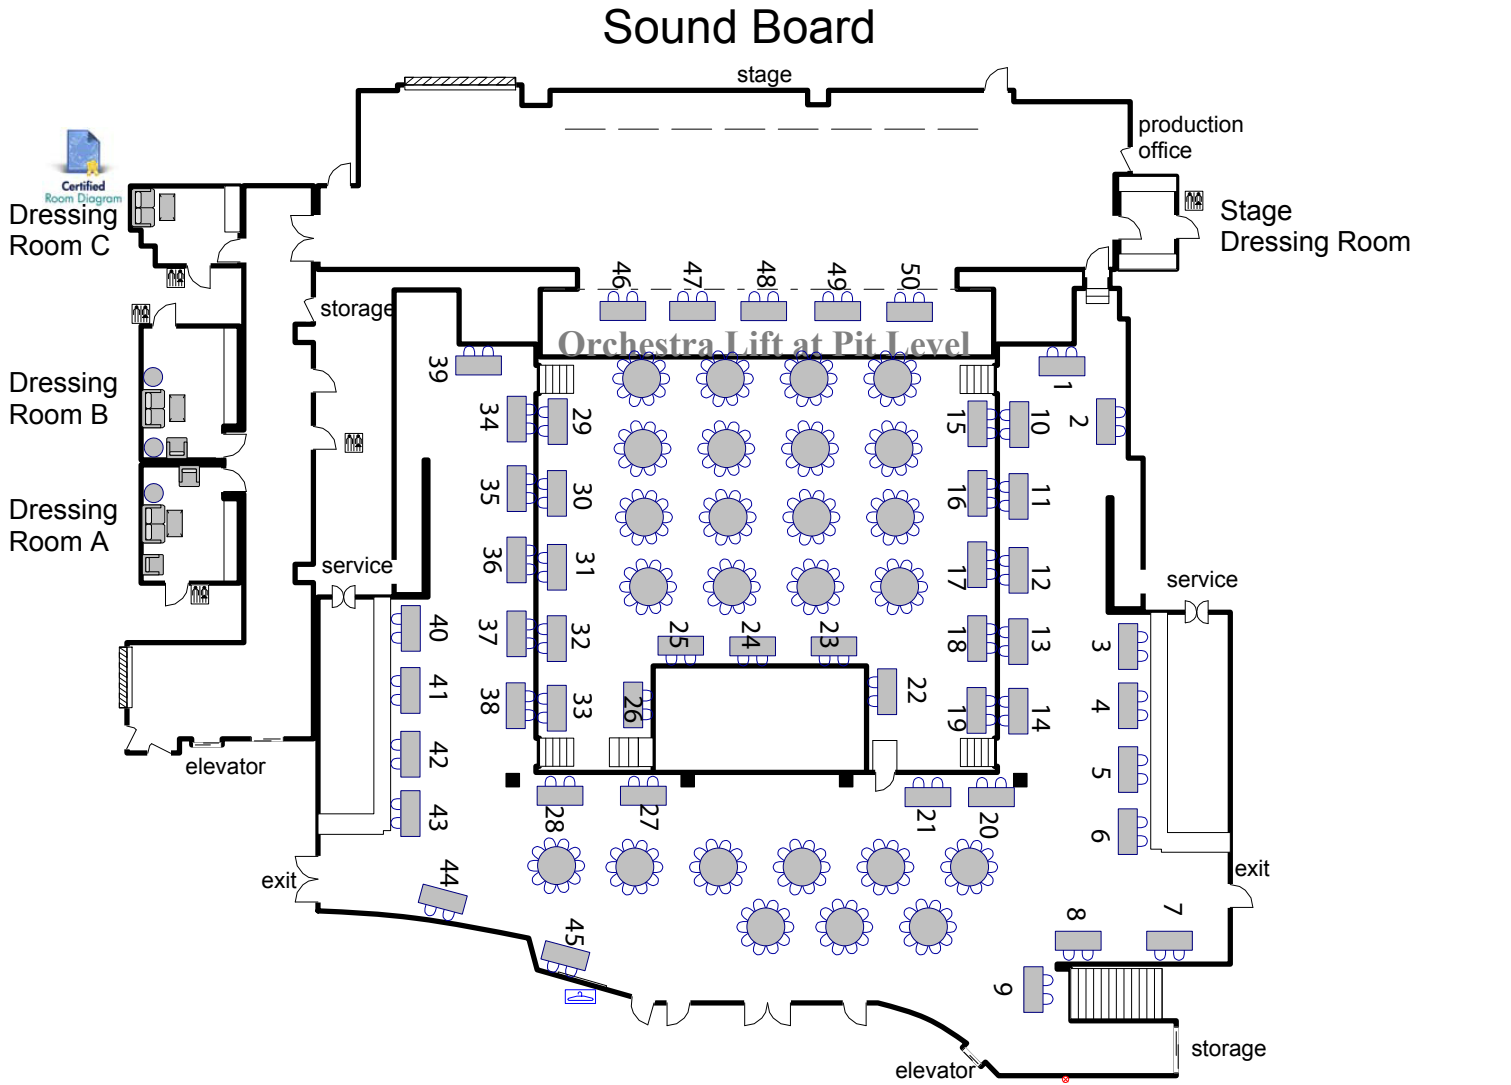 Sound Board
stage
production
office
Certified
Room Diagram
Dressing
Room C
Stage
Dressing Room
46
47
48
49
50
storage
Orchestra Lift at Pit Level
39
1
2
Dressing
Room B
34
29
15
10
35
30
16
11
Dressing
Room A
36
31
17
12
service
service
40
37
32
25
24
23
18
13
3
41
38
33
26
22
19
14
4
elevator
42
5
43
28
27
21
20
6
exit
44
exit
45
8
7
9
storage
elevator